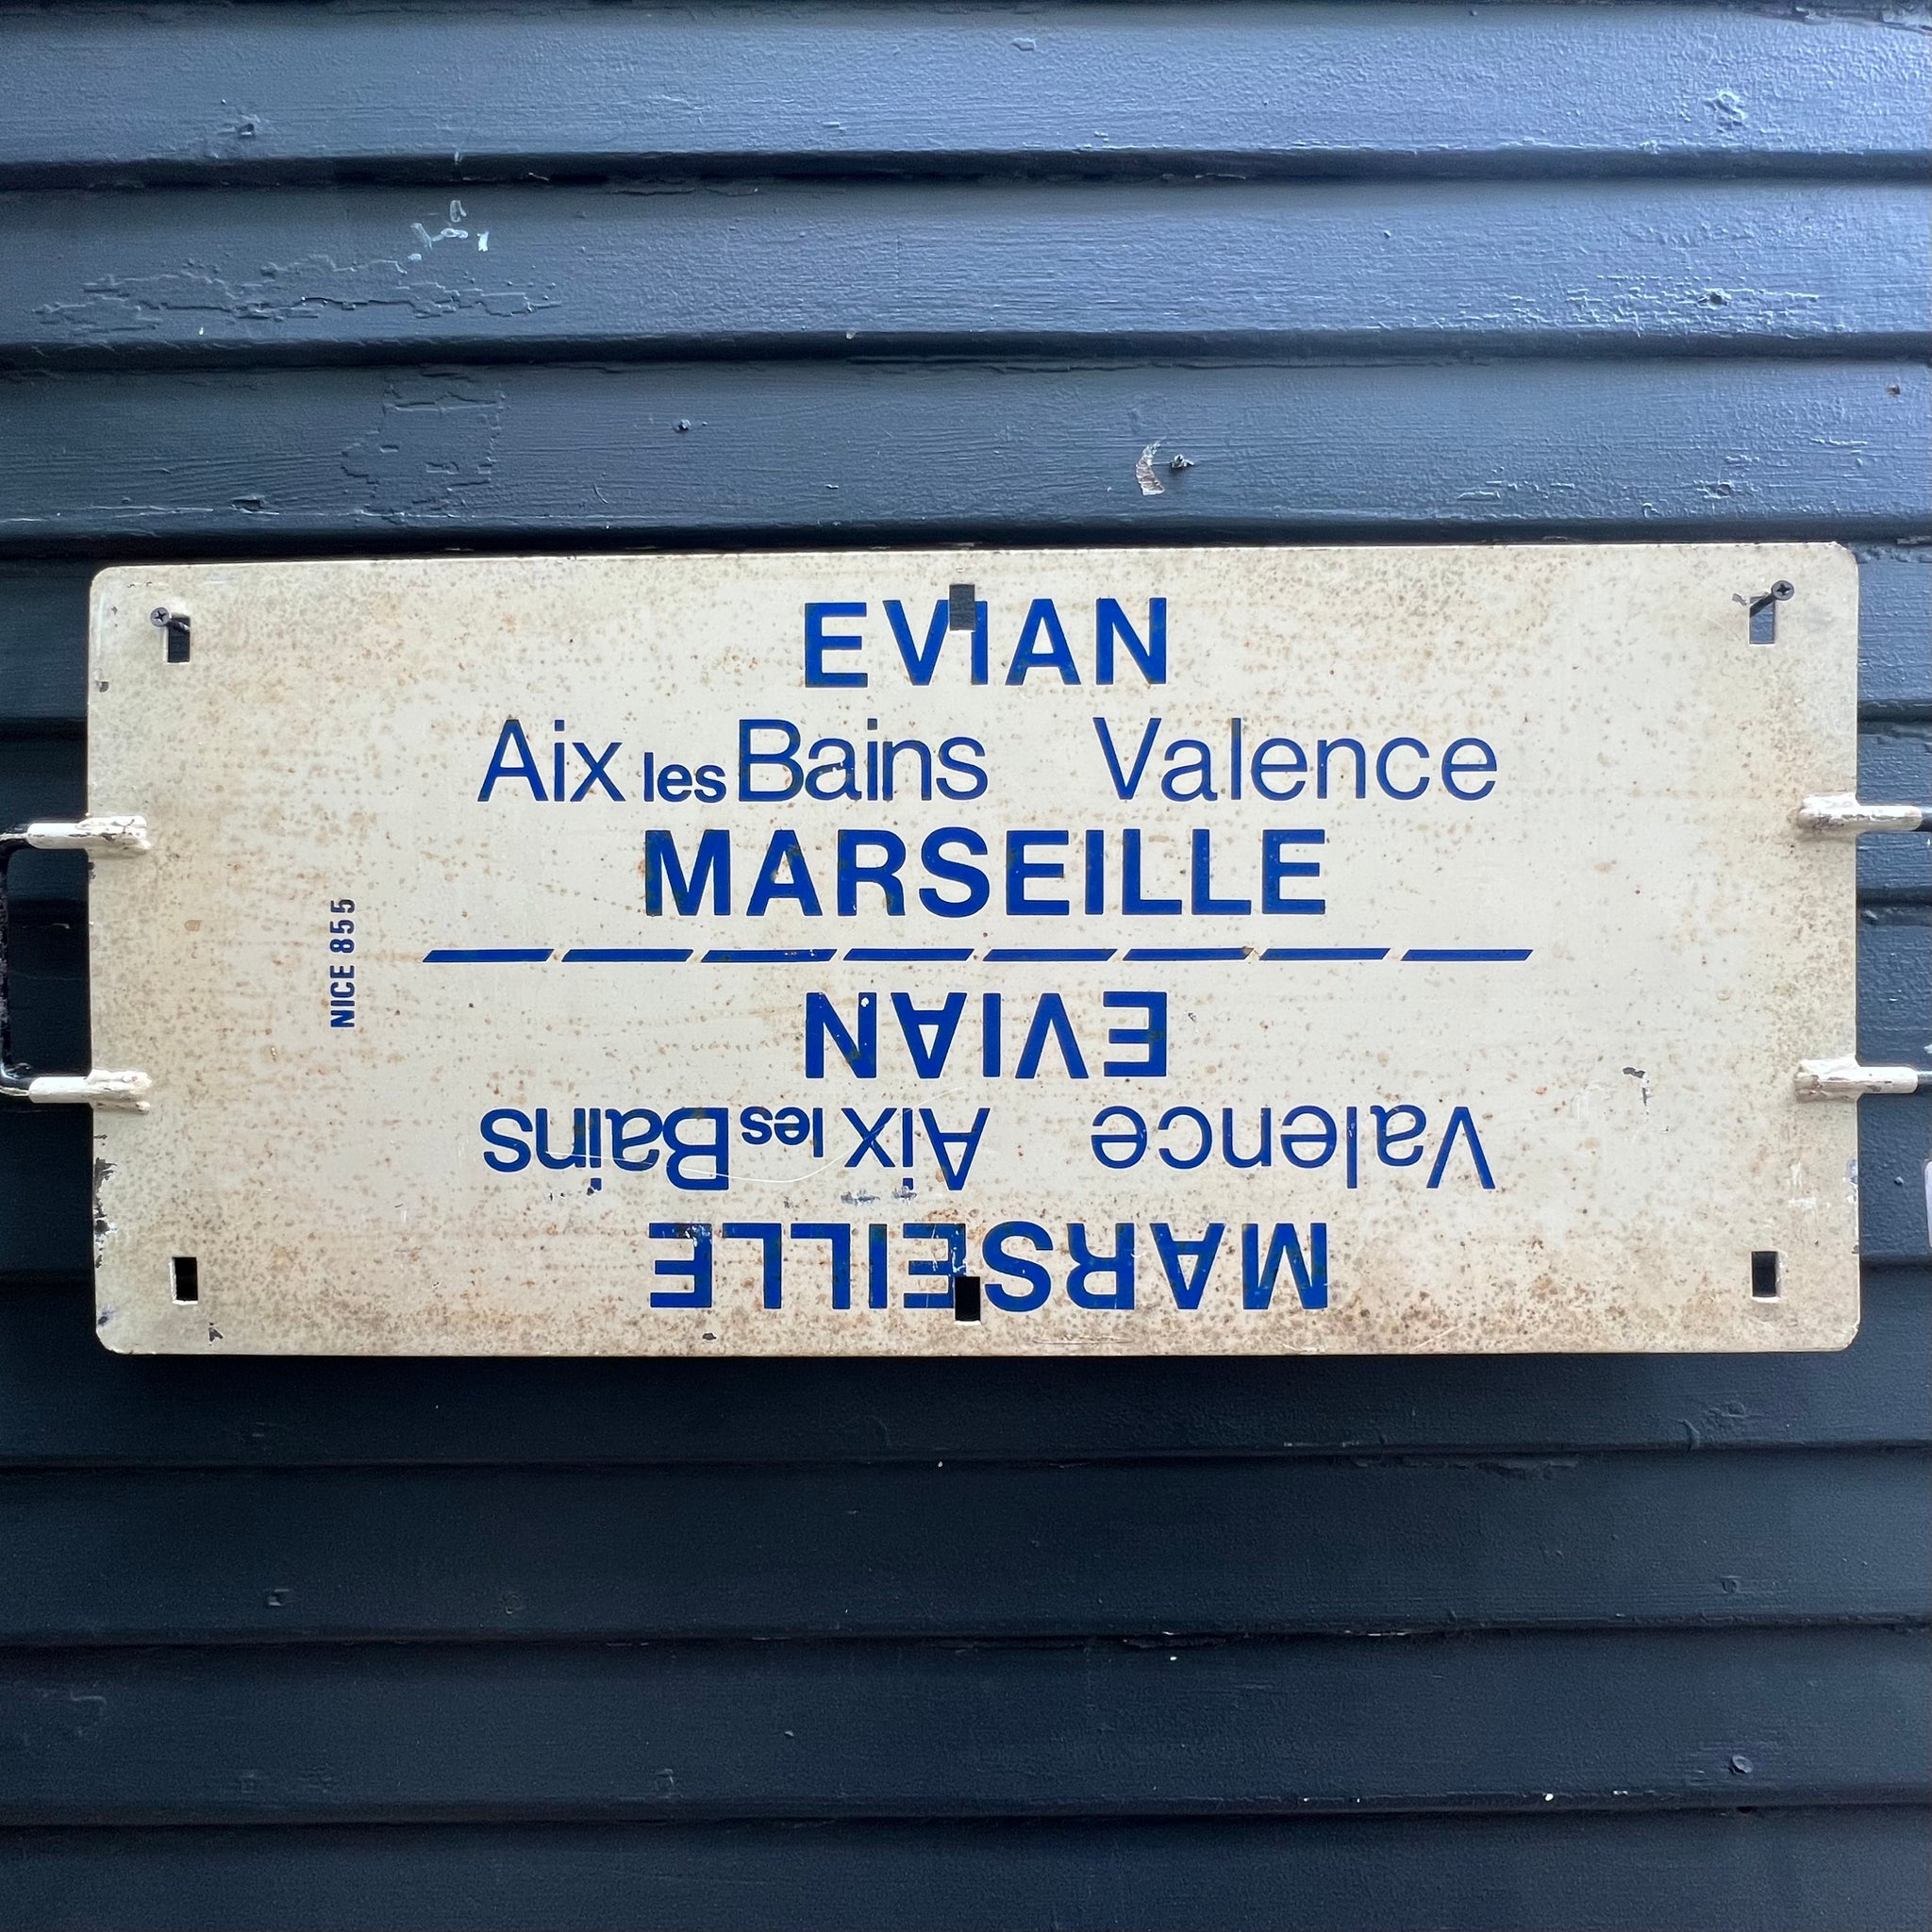 EVIAN
Aix les Bains Valence
MARSEILLE
NICE 855
MARSEILLE
Valence Aix les Bains
EVIAN